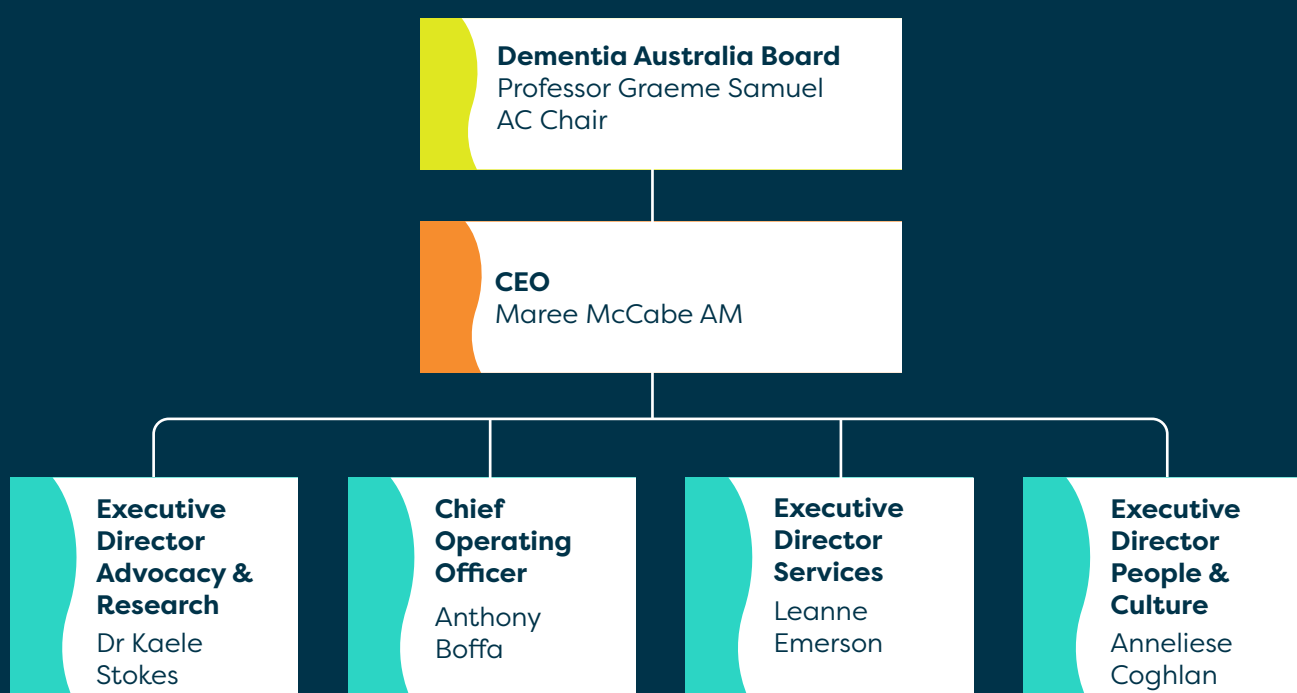 Dementia Australia Board
Professor Graeme Samuel
AC Chair
CEO
Maree McCabe AM
Executive
Director
Advocacy &
Research
Dr Kaele
Stokes
Chief
Operating
Officer
Anthony
Boffa
Executive
Director
Services
Leanne
Emerson
Executive
Director
People &
Culture
Anneliese
Coghlan